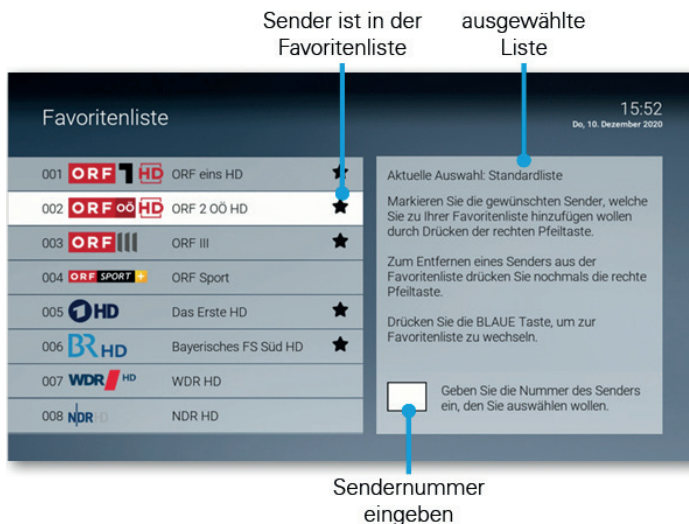 Sender ist in der
Favoritenliste
ausgewählte
Liste
Favoritenliste
15:52
Do, 10. Dezember 2020
001 ORF 1 HD ORF eins HD
002 ORF OÖ HD ORF 2 OÖ HD
003 ORF III ORF III
004 ORF SPORT + ORF Sport
005 1 HD Das Erste HD
006 BR HD Bayerisches FS Süd HD
007 WDR HD WDR HD
008 NDR HD NDR HD
Aktuelle Auswahl: Standardliste
Markieren Sie die gewünschten Sender, welche
Sie zu Ihrer Favoritenliste hinzufügen wollen
durch Drücken der rechten Pfeiltaste.
Zum Entfernen eines Senders aus der
Favoritenliste drücken Sie nochmals die rechte
Pfeiltaste.
Drücken Sie die BLAUE Taste, um zur
Favoritenliste zu wechseln.
Geben Sie die Nummer des Senders
ein, den Sie auswählen wollen.
Sendernummer
eingeben